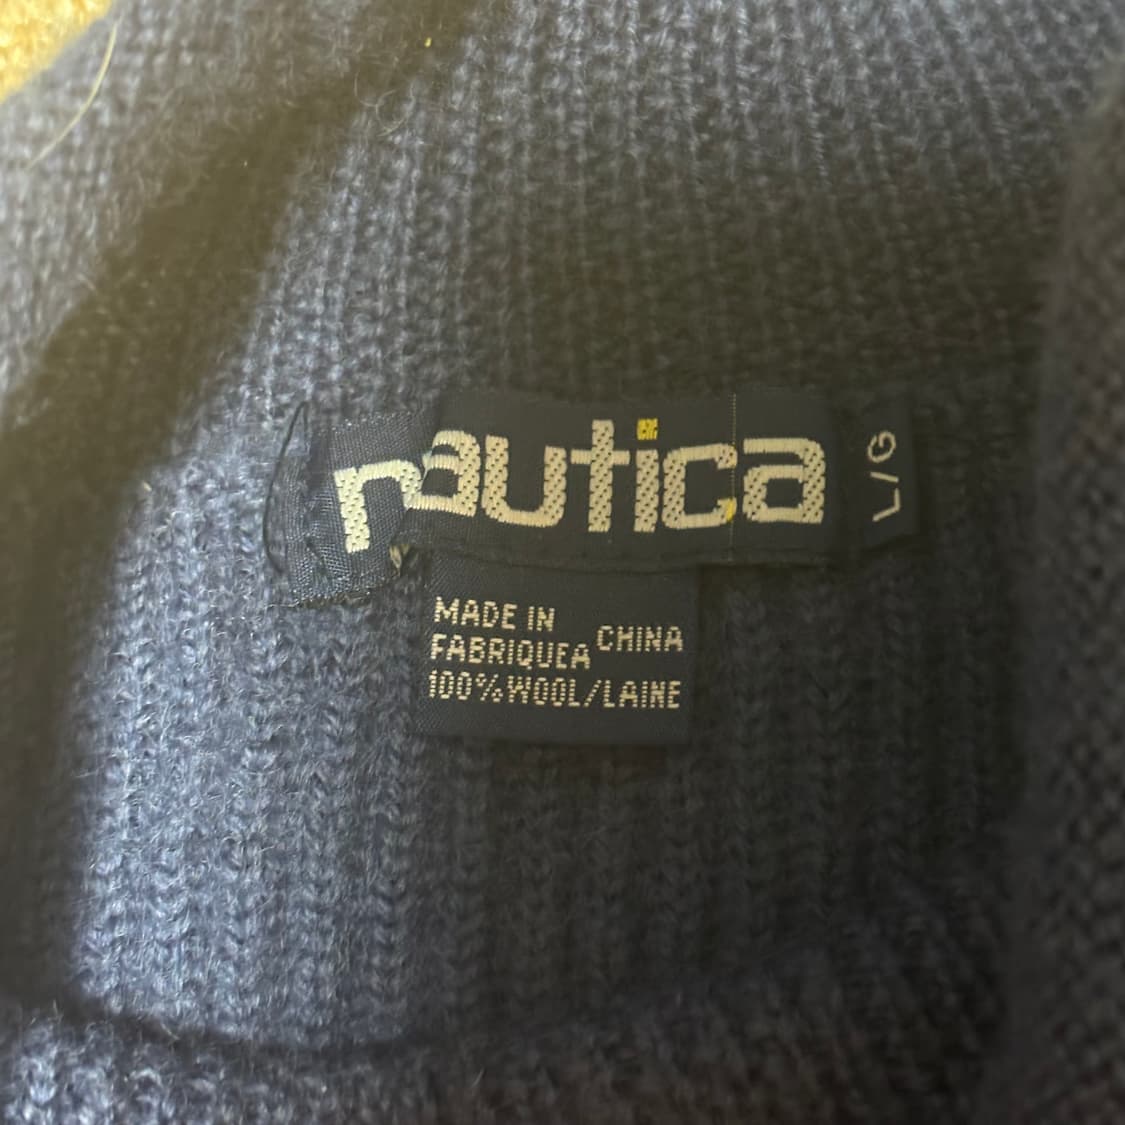 nautica
L/G
MADE IN
FABRIQUEA CHINA
100%WOOL/LAINE